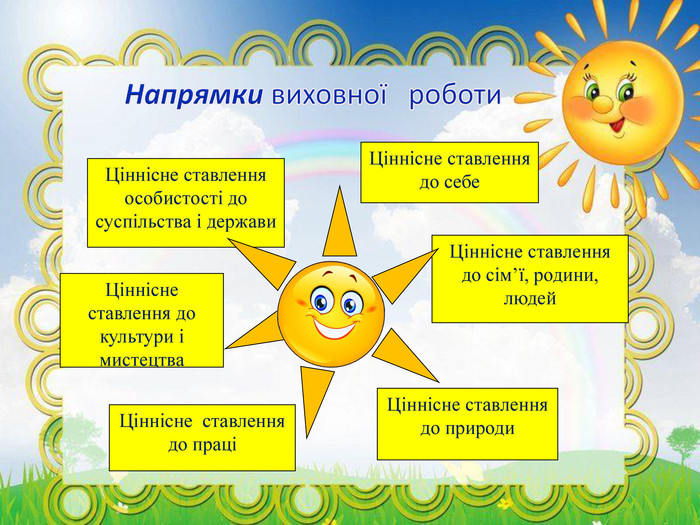 Напрямки виховної роботи
Ціннісне ставлення
до себе
Ціннісне ставлення
особистості до
суспільства і держави
Ціннісне ставлення
до сім’ї, родини,
людей
Ціннісне
ставлення до
культури і
мистецтва
Ціннісне ставлення
до природи
Ціннісне ставлення
до праці